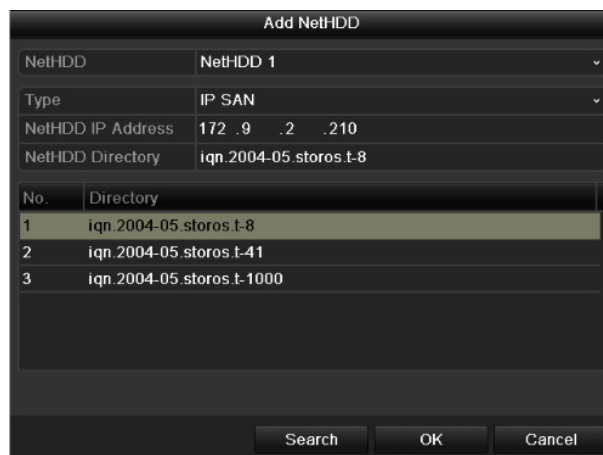 Add NetHDD
NetHDD NetHDD 1
Type IP SAN
NetHDD IP Address 172 .9 .2 .210
NetHDD Directory iqn.2004-05.storos.t-8
No. Directory
1 iqn.2004-05.storos.t-8
2 iqn.2004-05.storos.t-41
3 iqn.2004-05.storos.t-1000
Search OK Cancel